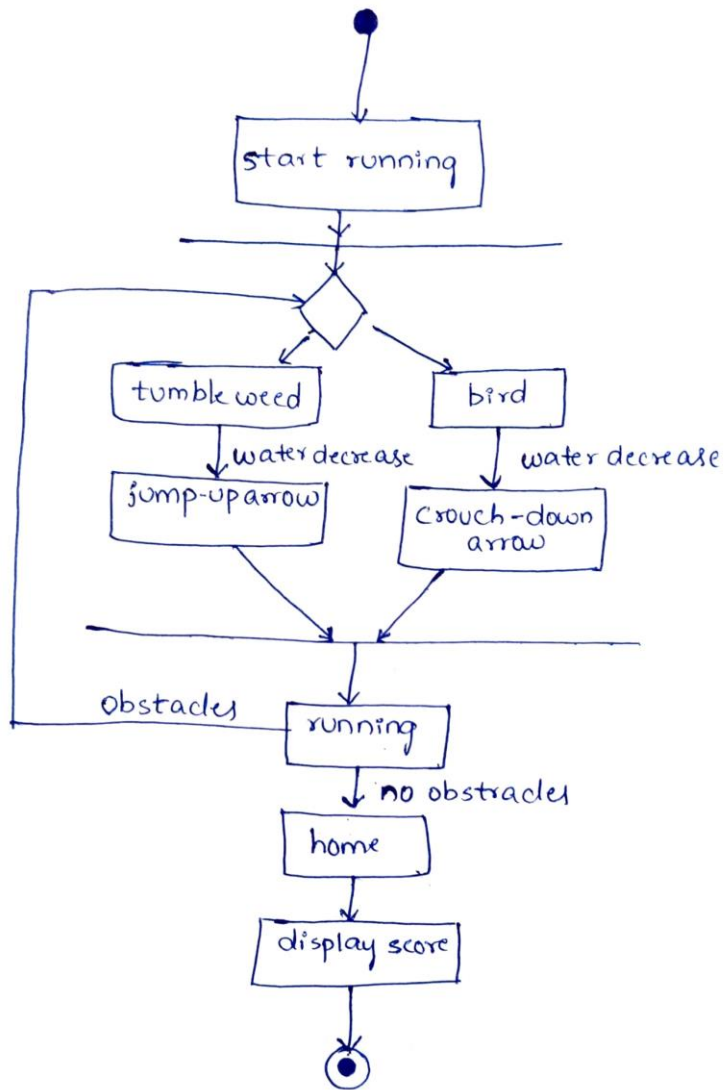 start running
tumble weed
bird
water decrease
water decrease
jump-up arrow
crouch-down
arrow
obstacles
running
no obstracles
home
display score